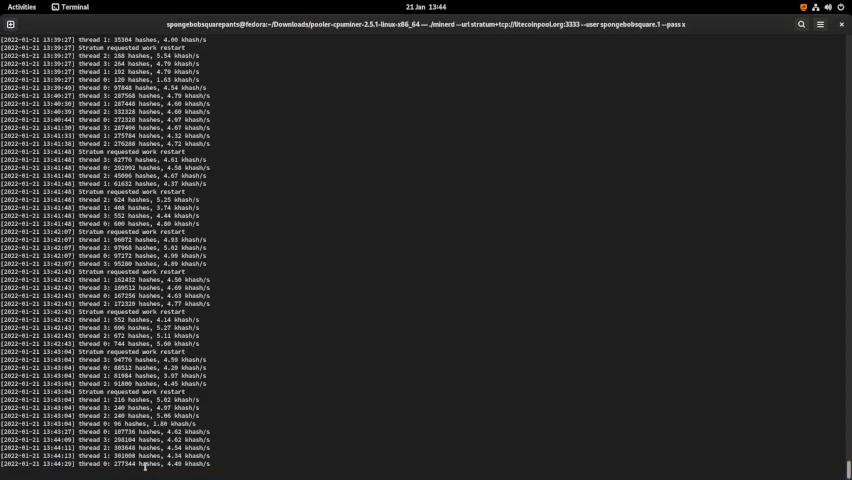 Activities Terminal 21 Jan 13:44
spongebobsquarepants@fedora:~/Downloads/pooler-cpuminer-2.5.1-linux-x86_64 — ./minerd --url stratum+tcp://litecoinpool.org:3333 --user spongebobsquare.1 --pass x
[2022-01-21 13:39:27] thread 1: 35304 hashes, 4.00 khash/s
[2022-01-21 13:39:27] Stratum requested work restart
[2022-01-21 13:39:27] thread 2: 288 hashes, 5.54 khash/s
[2022-01-21 13:39:27] thread 3: 264 hashes, 4.79 khash/s
[2022-01-21 13:39:27] thread 1: 192 hashes, 4.79 khash/s
[2022-01-21 13:39:27] thread 0: 120 hashes, 1.63 khash/s
[2022-01-21 13:39:49] thread 0: 97848 hashes, 4.54 khash/s
[2022-01-21 13:40:27] thread 3: 287568 hashes, 4.79 khash/s
[2022-01-21 13:40:30] thread 1: 287448 hashes, 4.60 khash/s
[2022-01-21 13:40:39] thread 2: 332328 hashes, 4.60 khash/s
[2022-01-21 13:40:44] thread 0: 272328 hashes, 4.97 khash/s
[2022-01-21 13:41:30] thread 3: 287496 hashes, 4.67 khash/s
[2022-01-21 13:41:33] thread 1: 275784 hashes, 4.32 khash/s
[2022-01-21 13:41:38] thread 2: 276288 hashes, 4.72 khash/s
[2022-01-21 13:41:48] Stratum requested work restart
[2022-01-21 13:41:48] thread 3: 82776 hashes, 4.61 khash/s
[2022-01-21 13:41:48] thread 0: 292992 hashes, 4.58 khash/s
[2022-01-21 13:41:48] thread 2: 45096 hashes, 4.67 khash/s
[2022-01-21 13:41:48] thread 1: 61632 hashes, 4.37 khash/s
[2022-01-21 13:41:48] Stratum requested work restart
[2022-01-21 13:41:48] thread 2: 624 hashes, 5.25 khash/s
[2022-01-21 13:41:48] thread 1: 408 hashes, 3.74 khash/s
[2022-01-21 13:41:48] thread 3: 552 hashes, 4.44 khash/s
[2022-01-21 13:41:48] thread 0: 600 hashes, 4.80 khash/s
[2022-01-21 13:42:07] Stratum requested work restart
[2022-01-21 13:42:07] thread 1: 96072 hashes, 4.93 khash/s
[2022-01-21 13:42:07] thread 2: 97968 hashes, 5.02 khash/s
[2022-01-21 13:42:07] thread 0: 97272 hashes, 4.99 khash/s
[2022-01-21 13:42:07] thread 3: 95280 hashes, 4.89 khash/s
[2022-01-21 13:42:43] Stratum requested work restart
[2022-01-21 13:42:43] thread 1: 162432 hashes, 4.50 khash/s
[2022-01-21 13:42:43] thread 3: 169512 hashes, 4.69 khash/s
[2022-01-21 13:42:43] thread 0: 167256 hashes, 4.63 khash/s
[2022-01-21 13:42:43] thread 2: 172320 hashes, 4.77 khash/s
[2022-01-21 13:42:43] Stratum requested work restart
[2022-01-21 13:42:43] thread 1: 552 hashes, 4.14 khash/s
[2022-01-21 13:42:43] thread 3: 696 hashes, 5.27 khash/s
[2022-01-21 13:42:43] thread 2: 672 hashes, 5.11 khash/s
[2022-01-21 13:42:43] thread 0: 744 hashes, 5.60 khash/s
[2022-01-21 13:43:04] Stratum requested work restart
[2022-01-21 13:43:04] thread 3: 94776 hashes, 4.59 khash/s
[2022-01-21 13:43:04] thread 0: 88512 hashes, 4.29 khash/s
[2022-01-21 13:43:04] thread 1: 81984 hashes, 3.97 khash/s
[2022-01-21 13:43:04] thread 2: 91800 hashes, 4.45 khash/s
[2022-01-21 13:43:04] Stratum requested work restart
[2022-01-21 13:43:04] thread 1: 216 hashes, 5.02 khash/s
[2022-01-21 13:43:04] thread 3: 240 hashes, 4.97 khash/s
[2022-01-21 13:43:04] thread 2: 240 hashes, 5.06 khash/s
[2022-01-21 13:43:04] thread 0: 96 hashes, 1.80 khash/s
[2022-01-21 13:43:27] thread 0: 107736 hashes, 4.62 khash/s
[2022-01-21 13:44:09] thread 3: 298104 hashes, 4.62 khash/s
[2022-01-21 13:44:11] thread 2: 303648 hashes, 4.54 khash/s
[2022-01-21 13:44:13] thread 1: 301008 hashes, 4.34 khash/s
[2022-01-21 13:44:29] thread 0: 277344 hashes, 4.49 khash/s